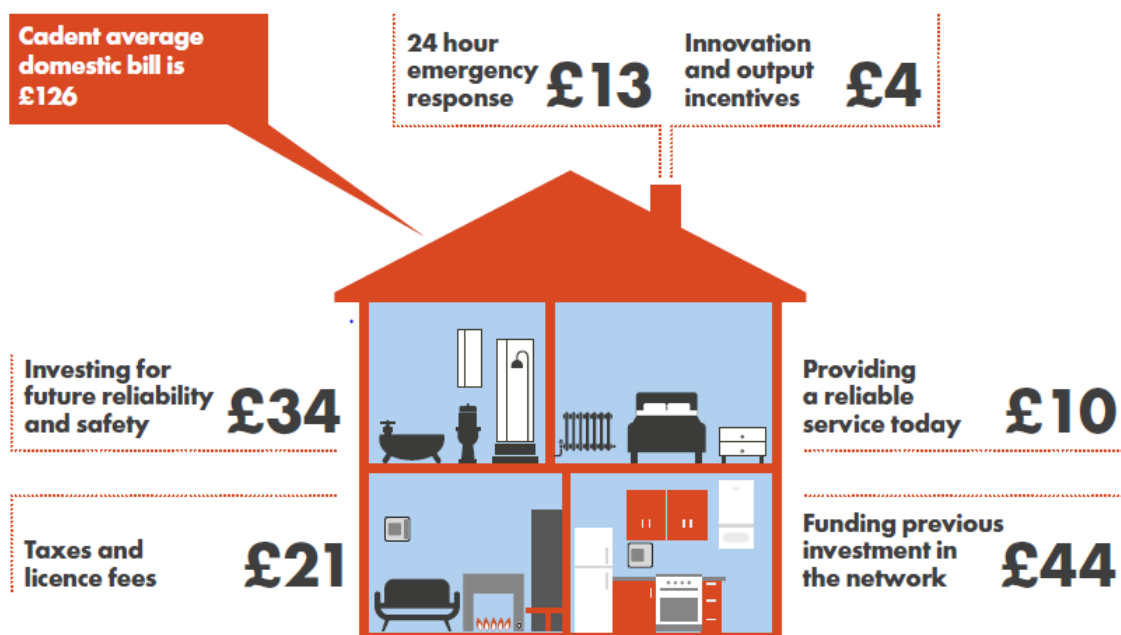 Cadent average
domestic bill is
£126
24 hour
emergency
response
£13
Innovation
and output
incentives
£4
Investing for
future reliability
and safety
£34
Providing
a reliable
service today
£10
Taxes and
licence fees
£21
Funding previous
investment in
the network
£44